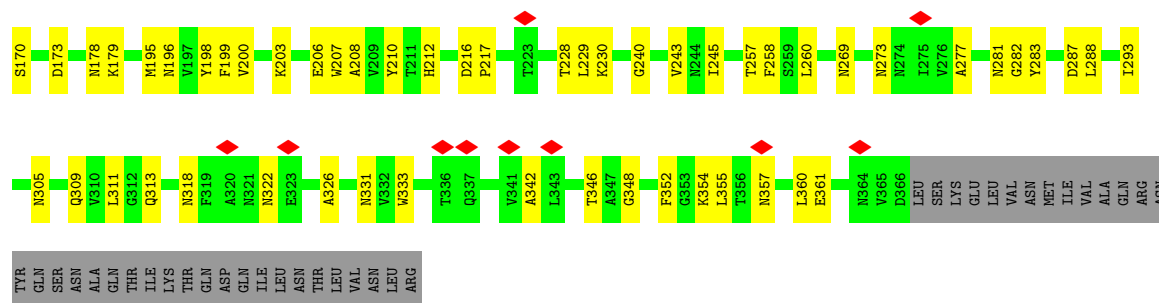 S170 D173 N178 K179 M195 N196 V197 Y198 F199 V200 K203 E206 W207 A208 V209 Y210 T211 H212 D216 P217 T223 T228 L229 K230 G240 V243 N244 I245 T257 F258 S259 L260 N269 N273 N274 I275 V276 A277 N281 G282 Y283 D287 L288 I293
N305 Q309 V310 L311 G312 Q313 N318 F319 A320 N321 N322 E323 A326 N331 V332 W333 T336 Q337 V341 A342 L343 T346 A347 G348 F352 G353 K354 L355 T356 N357 L360 E361 N364 V365 D366 LEU SER LYS GLU LEU VAL ASN MET ILE VAL ALA GLN ARG ASN
TYR GLN SER ASN ALA GLN THR ILE LYS THR GLN ASP GLN ILE LEU ASN THR LEU VAL ASN LEU ARG